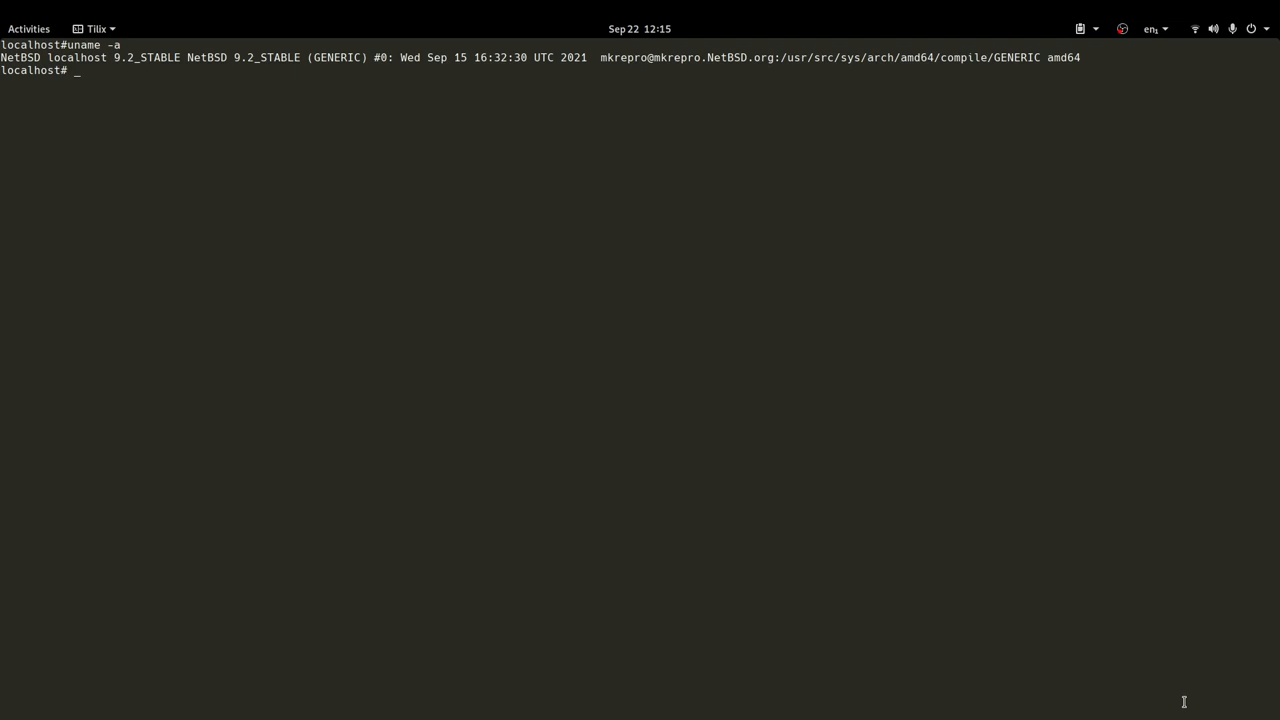 Activities Tilix Sep 22 12:15 en₁
localhost#uname -a
NetBSD localhost 9.2_STABLE NetBSD 9.2_STABLE (GENERIC) #0: Wed Sep 15 16:32:30 UTC 2021  mkrepro@mkrepro.NetBSD.org:/usr/src/sys/arch/amd64/compile/GENERIC amd64
localhost# _